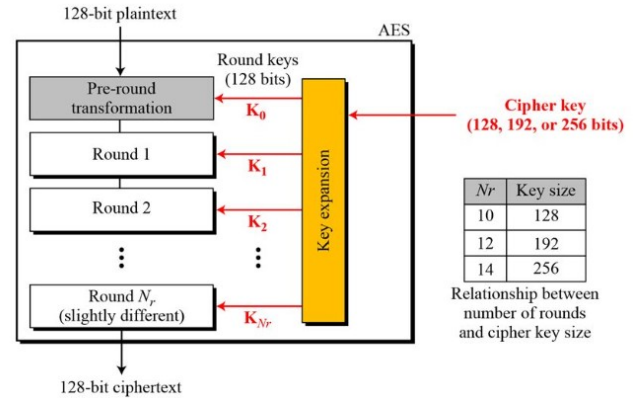 128-bit plaintext
AES
Round keys
(128 bits)
Pre-round
transformation
K0
Cipher key
(128, 192, or 256 bits)
Round 1
K1
Key expansion
Round 2
K2
Nr Key size
10 128
12 192
14 256
Round Nr
(slightly different)
KNr
Relationship between
number of rounds
and cipher key size
128-bit ciphertext